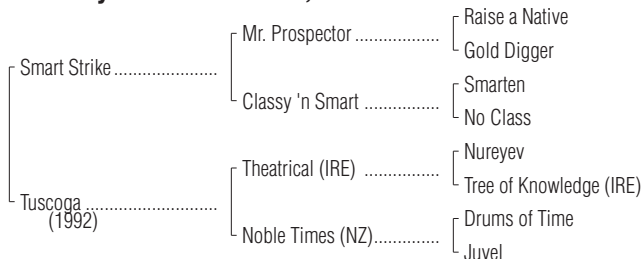 Raise a Native
Mr. Prospector .................
Gold Digger
Smart Strike .....................
Smarten
Classy 'n Smart ...............
No Class
Nureyev
Theatrical (IRE) ...............
Tree of Knowledge (IRE)
Tuscoga ..........................
(1992)
Drums of Time
Noble Times (NZ).............
Juvel